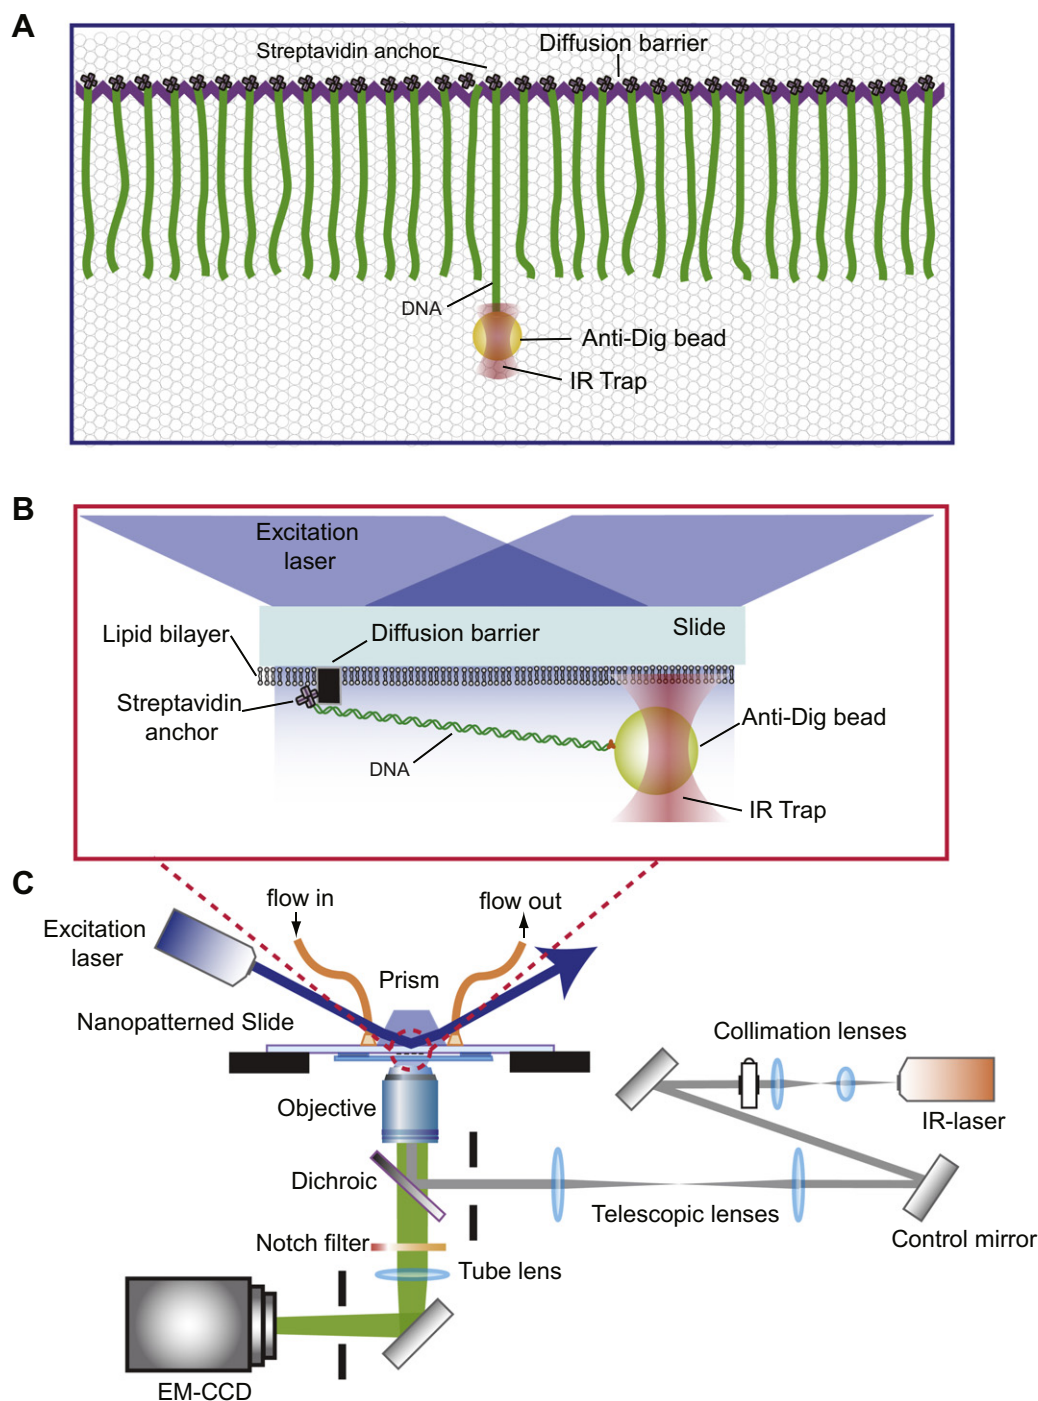 A
Streptavidin anchor
Diffusion barrier
DNA
Anti-Dig bead
IR Trap
B
Excitation
laser
Lipid bilayer
Diffusion barrier
Slide
Streptavidin
anchor
Anti-Dig bead
DNA
IR Trap
C
flow in
flow out
Excitation
laser
Prism
Nanopatterned Slide
Collimation lenses
Objective
IR-laser
Dichroic
Telescopic lenses
Control mirror
Notch filter
Tube lens
EM-CCD